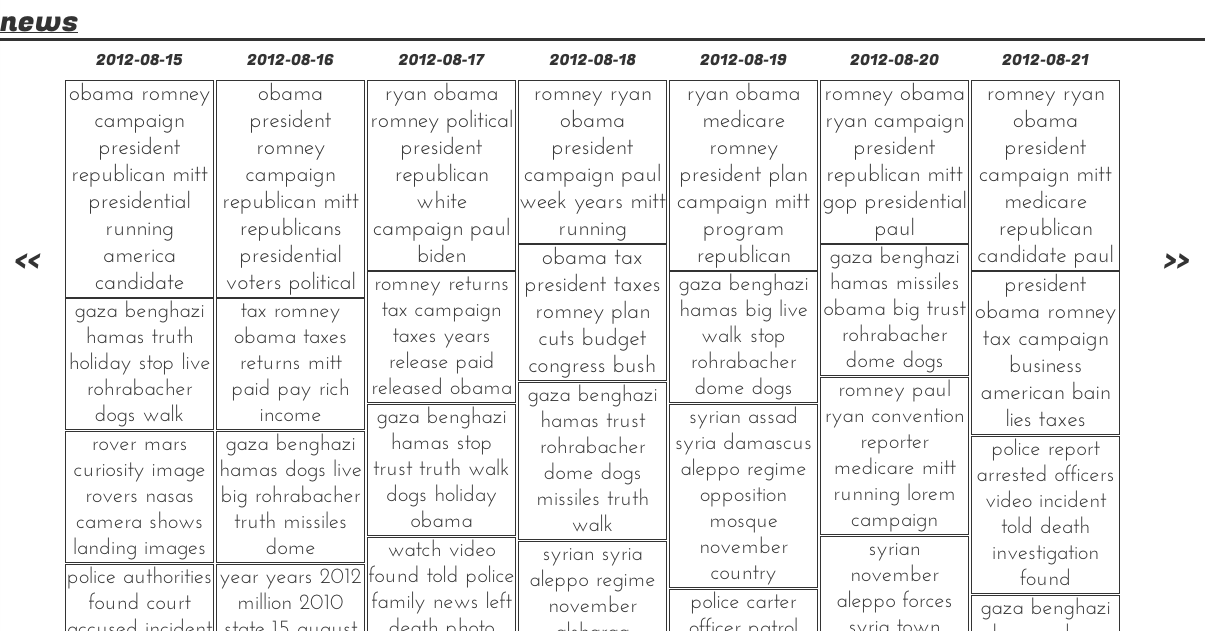 news
2012-08-15
2012-08-16
2012-08-17
2012-08-18
2012-08-19
2012-08-20
2012-08-21
«
obama romney
campaign
president
republican mitt
presidential
running
america
candidate
gaza benghazi
hamas truth
holiday stop live
rohrabacher
dogs walk
rover mars
curiosity image
rovers nasas
camera shows
landing images
police authorities
found court
accused incident
obama
president
romney
campaign
republican mitt
republicans
presidential
voters political
tax romney
obama taxes
returns mitt
paid pay rich
income
gaza benghazi
hamas dogs live
big rohrabacher
truth missiles
dome
year years 2012
million 2010
state 15 august
ryan obama
romney political
president
republican
white
campaign paul
biden
romney returns
tax campaign
taxes years
release paid
released obama
gaza benghazi
hamas stop
trust truth walk
dogs holiday
obama
watch video
found told police
family news left
death photo
romney ryan
obama
president
campaign paul
week years mitt
running
obama tax
president taxes
romney plan
cuts budget
congress bush
gaza benghazi
hamas trust
rohrabacher
dome dogs
missiles truth
walk
syrian syria
aleppo regime
november
ryan obama
medicare
romney
president plan
campaign mitt
program
republican
gaza benghazi
hamas big live
walk stop
rohrabacher
dome dogs
syrian assad
syria damascus
aleppo regime
opposition
mosque
november
country
police carter
officer patrol
romney obama
ryan campaign
president
republican mitt
gop presidential
paul
gaza benghazi
hamas missiles
obama big trust
rohrabacher
dome dogs
romney paul
ryan convention
reporter
medicare mitt
running lorem
campaign
syrian
november
aleppo forces
syria town
romney ryan
obama
president
campaign mitt
medicare
republican
candidate paul
president
obama romney
tax campaign
business
american bain
lies taxes
police report
arrested officers
video incident
told death
investigation
found
gaza benghazi
»